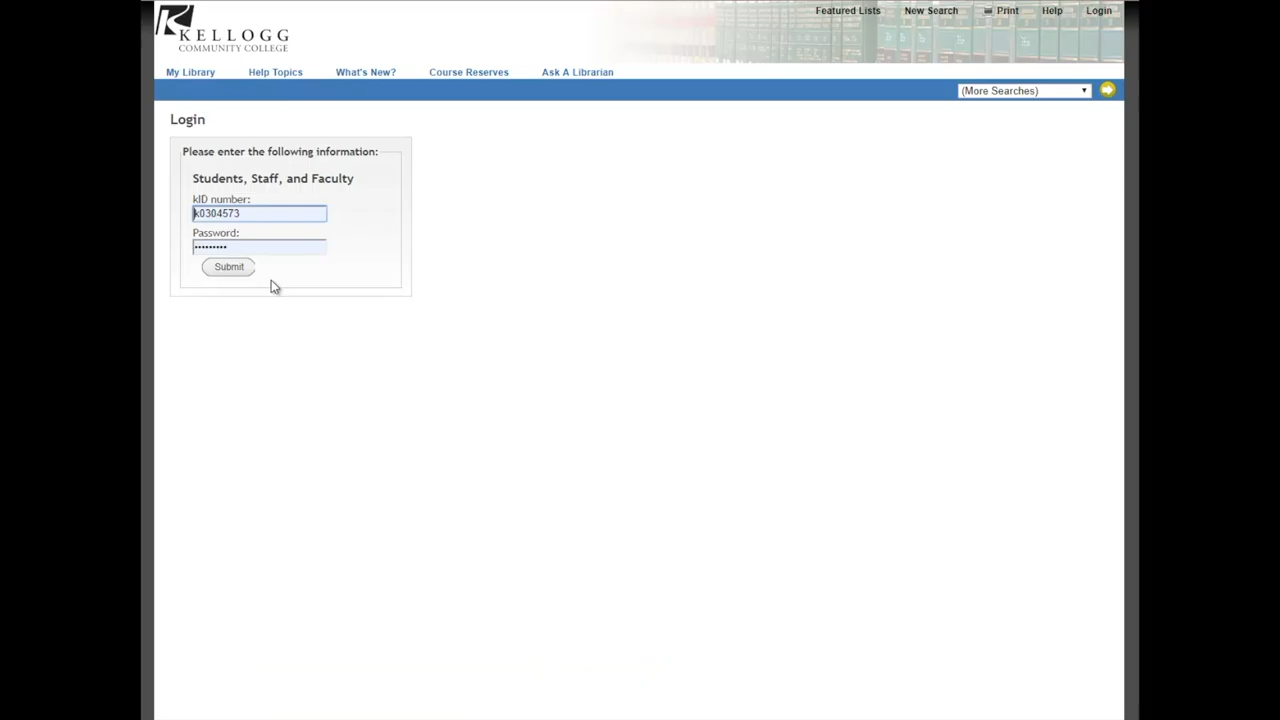 KELLOGG
COMMUNITY COLLEGE
Featured Lists New Search Print Help Login
My Library Help Topics What's New? Course Reserves Ask A Librarian
(More Searches)
Login
Please enter the following information:
Students, Staff, and Faculty
kID number:
k0304573
Password:
•••••••••
Submit